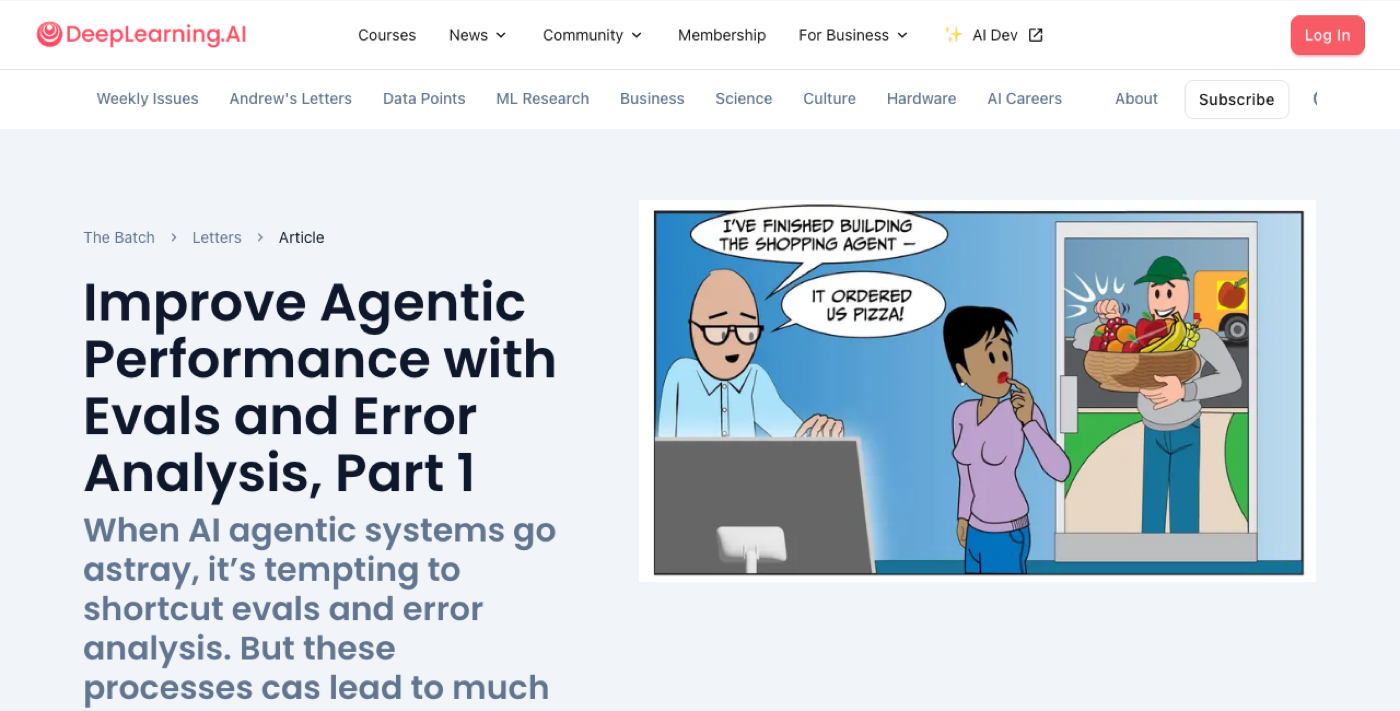 DeepLearning.AI
Courses
News
Community
Membership
For Business
✨ AI Dev
Log In
Weekly Issues
Andrew's Letters
Data Points
ML Research
Business
Science
Culture
Hardware
AI Careers
About
Subscribe
The Batch > Letters > Article
Improve Agentic
Performance with
Evals and Error
Analysis, Part 1
When AI agentic systems go
astray, it’s tempting to
shortcut evals and error
analysis. But these
processes cas lead to much
I'VE FINISHED BUILDING
THE SHOPPING AGENT –
IT ORDERED
US PIZZA!